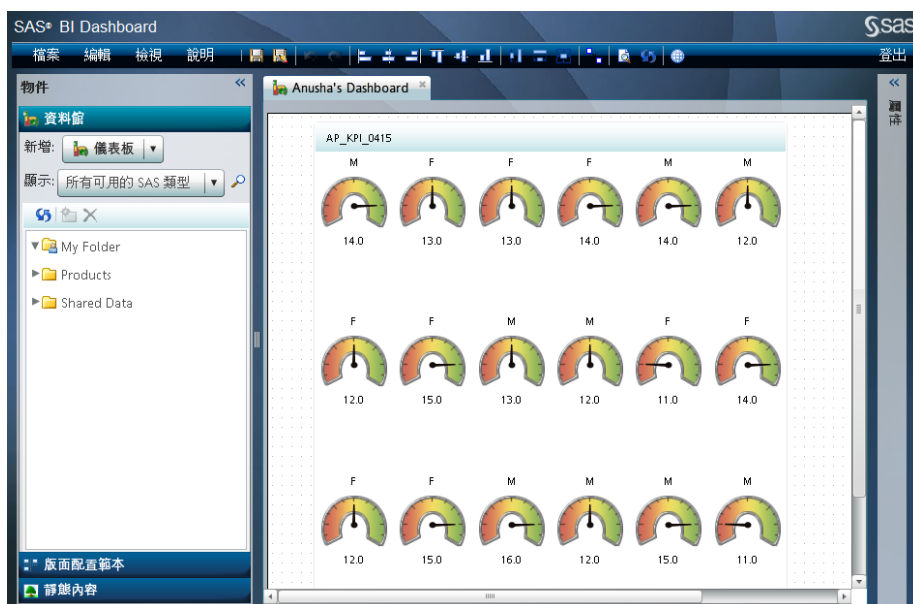 SAS® BI Dashboard
sas
檔案 編輯 檢視 說明
登出
物件
資料館
新增: 儀表板
顯示: 所有可用的 SAS 類型
My Folder
Products
Shared Data
版面配置範本
靜態內容
Anusha's Dashboard
AP_KPI_0415
M F F F M M
14.0 13.0 13.0 14.0 14.0 12.0
F F M M F F
12.0 15.0 13.0 12.0 11.0 14.0
F F M M M M
12.0 15.0 16.0 12.0 15.0 11.0
屬性